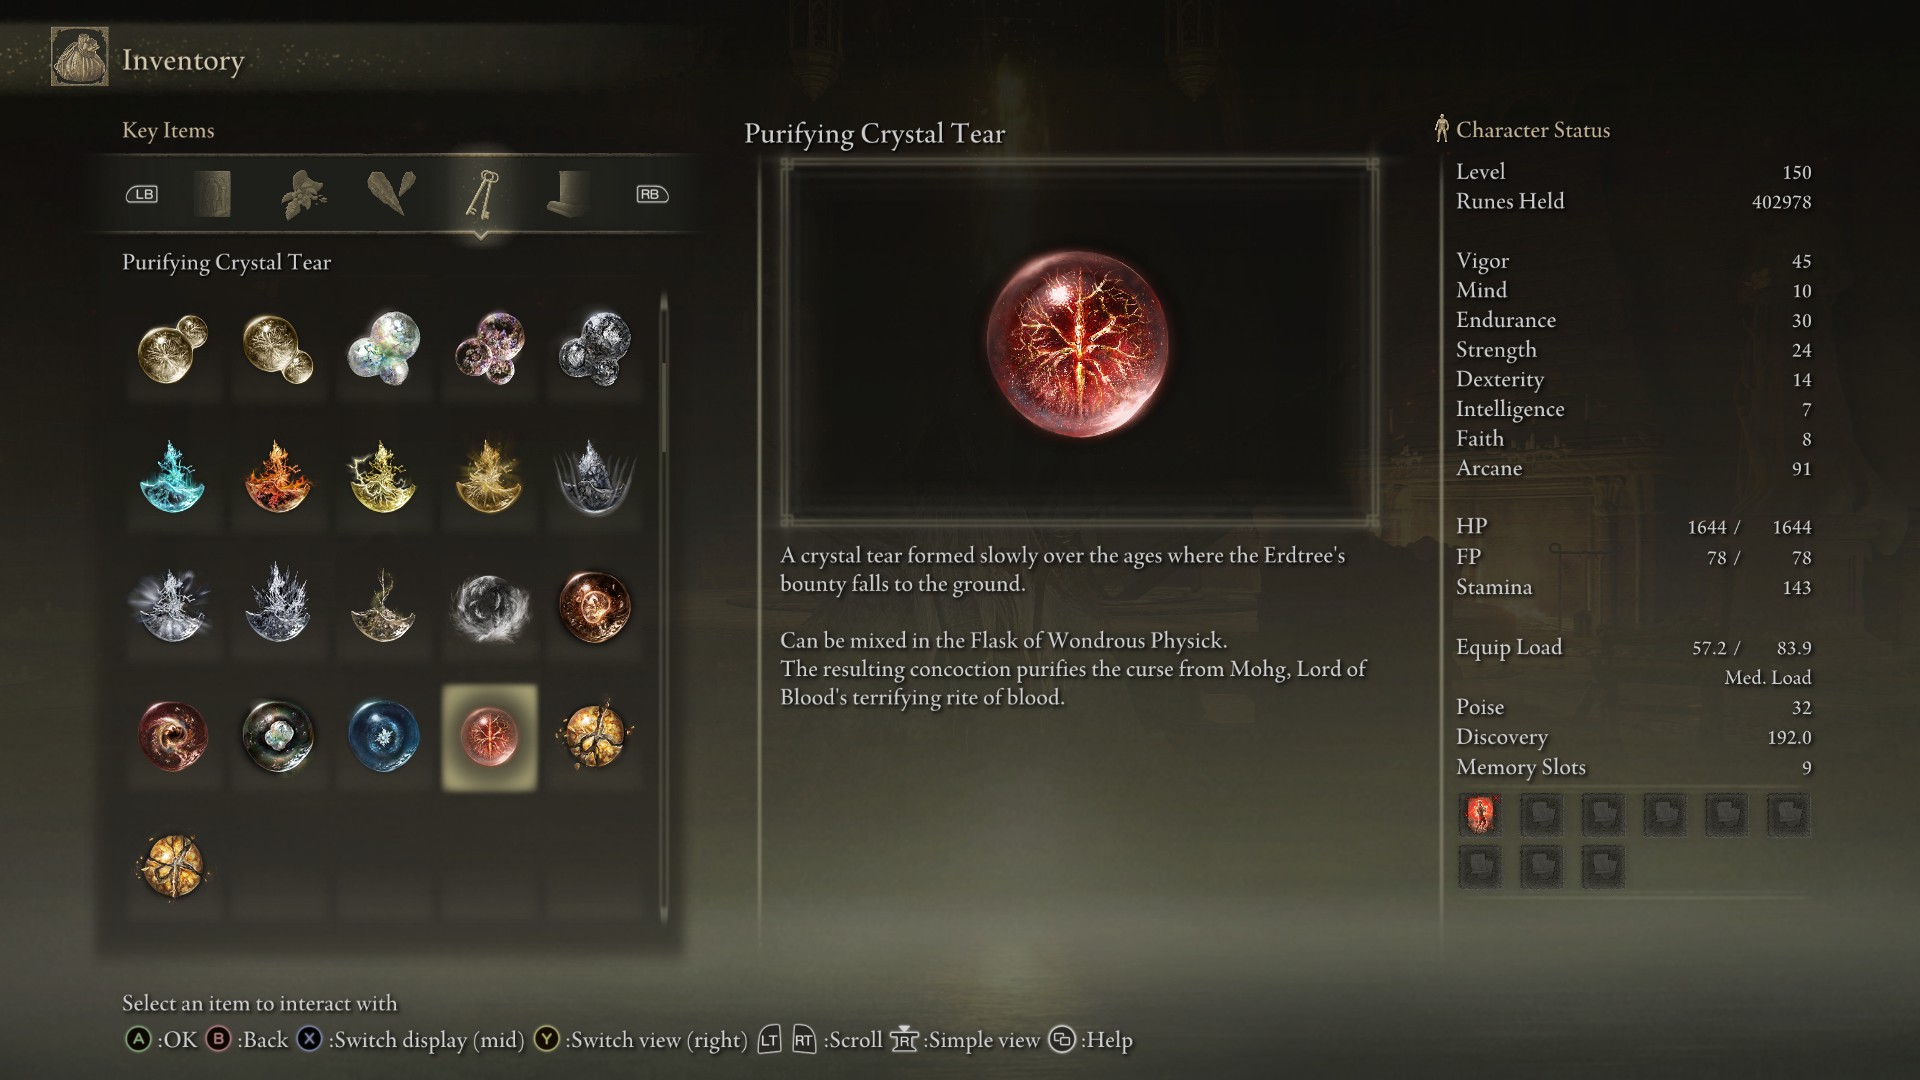 Inventory
Key Items
LB
RB
Purifying Crystal Tear
Purifying Crystal Tear
A crystal tear formed slowly over the ages where the Erdtree's
bounty falls to the ground.
Can be mixed in the Flask of Wondrous Physick.
The resulting concoction purifies the curse from Mohg, Lord of
Blood's terrifying rite of blood.
Character Status
Level 150
Runes Held 402978
Vigor 45
Mind 10
Endurance 30
Strength 24
Dexterity 14
Intelligence 7
Faith 8
Arcane 91
HP 1644 / 1644
FP 78 / 78
Stamina 143
Equip Load 57.2 / 83.9
Med. Load
Poise 32
Discovery 192.0
Memory Slots 9
Select an item to interact with
A :OK B :Back X :Switch display (mid) Y :Switch view (right) LT RT :Scroll R :Simple view :Help